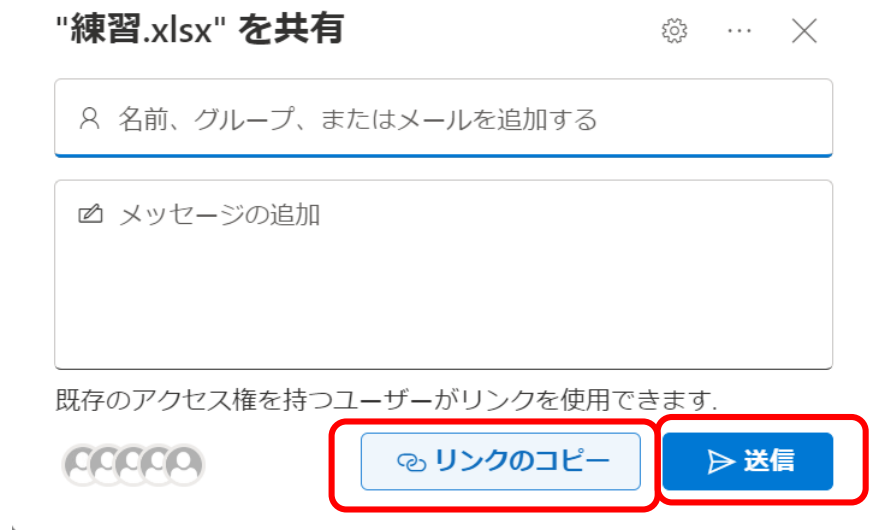 "練習.xlsx" を共有
名前、グループ、またはメールを追加する
メッセージの追加
既存のアクセス権を持つユーザーがリンクを使用できます.
リンクのコピー
送信